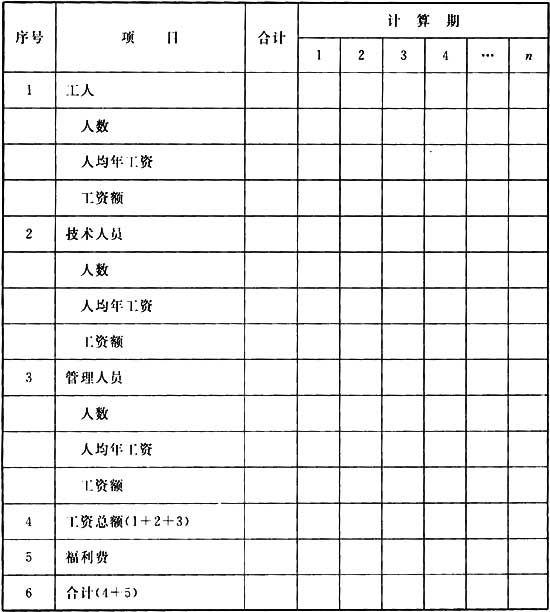 序号 项 目 合计 计 算 期
1 2 3 4 … n
1 工人
人数
人均年工资
工资额
2 技术人员
人数
人均年工资
工资额
3 管理人员
人数
人均年工资
工资额
4 工资总额(1+2+3)
5 福利费
6 合计(4+5)